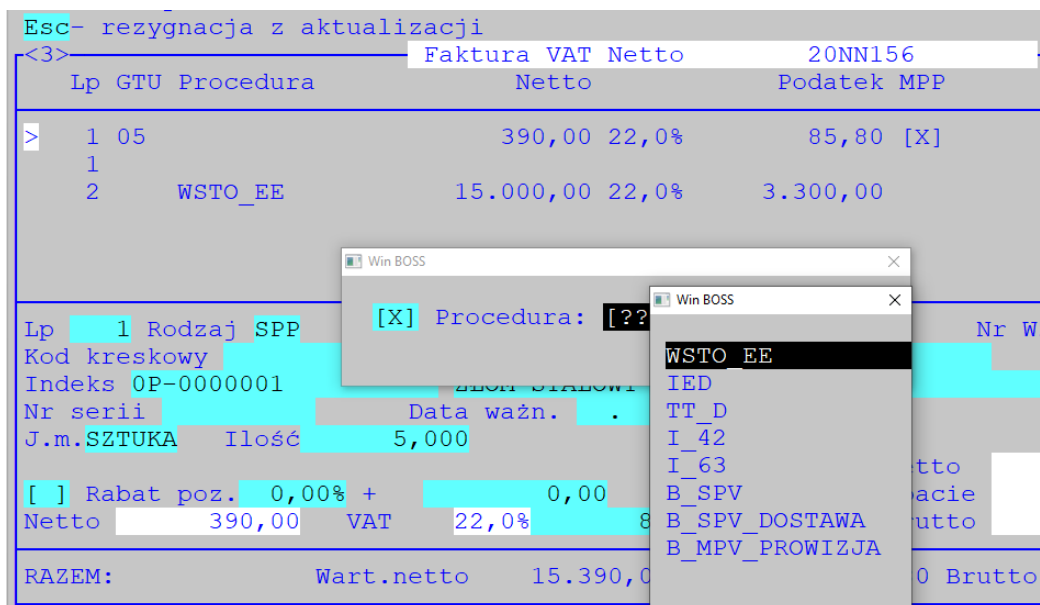 Esc- rezygnacja z aktualizacji
<3> Faktura VAT Netto 20NN156
Lp GTU Procedura Netto Podatek MPP
> 1 05 390,00 22,0% 85,80 [X]
1
2 WSTO_EE 15.000,00 22,0% 3.300,00
Win BOSS
[X] Procedura: [??
Win BOSS
WSTO_EE
IED
TT_D
I_42
I_63
B_SPV
B_SPV_DOSTAWA
B_MPV_PROWIZJA
Lp 1 Rodzaj SPP Nr W
Kod kreskowy
Indeks 0P-0000001 ZŁOM STALOWY
Nr serii Data ważn. .
J.m.SZTUKA Ilość 5,000
[ ] Rabat poz. 0,00% + 0,00
Netto 390,00 VAT 22,0% 8
RAZEM: Wart.netto 15.390,0 0 Brutto